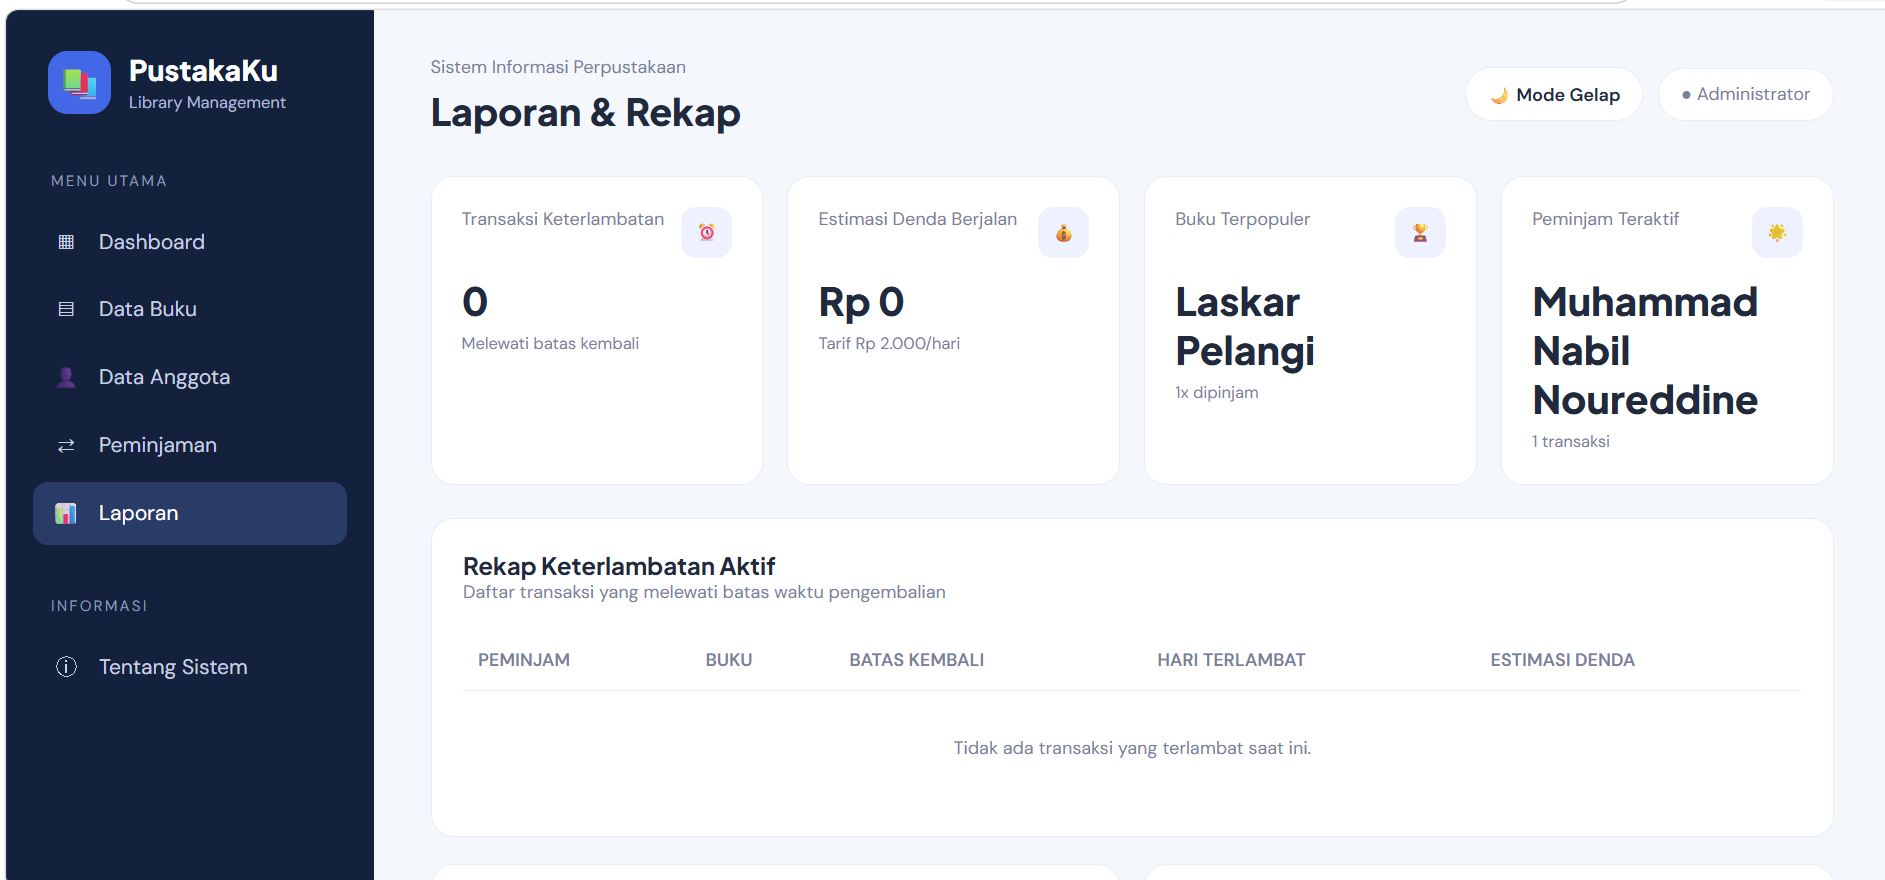 PustakaKu
Library Management
MENU UTAMA
Dashboard
Data Buku
Data Anggota
Peminjaman
Laporan
INFORMASI
Tentang Sistem
Sistem Informasi Perpustakaan
Laporan & Rekap
Mode Gelap
Administrator
Transaksi Keterlambatan
0
Melewati batas kembali
Estimasi Denda Berjalan
Rp 0
Tarif Rp 2.000/hari
Buku Terpopuler
Laskar
Pelangi
1x dipinjam
Peminjam Teraktif
Muhammad
Nabil
Noureddine
1 transaksi
Rekap Keterlambatan Aktif
Daftar transaksi yang melewati batas waktu pengembalian
PEMINJAM BUKU BATAS KEMBALI HARI TERLAMBAT ESTIMASI DENDA
Tidak ada transaksi yang terlambat saat ini.